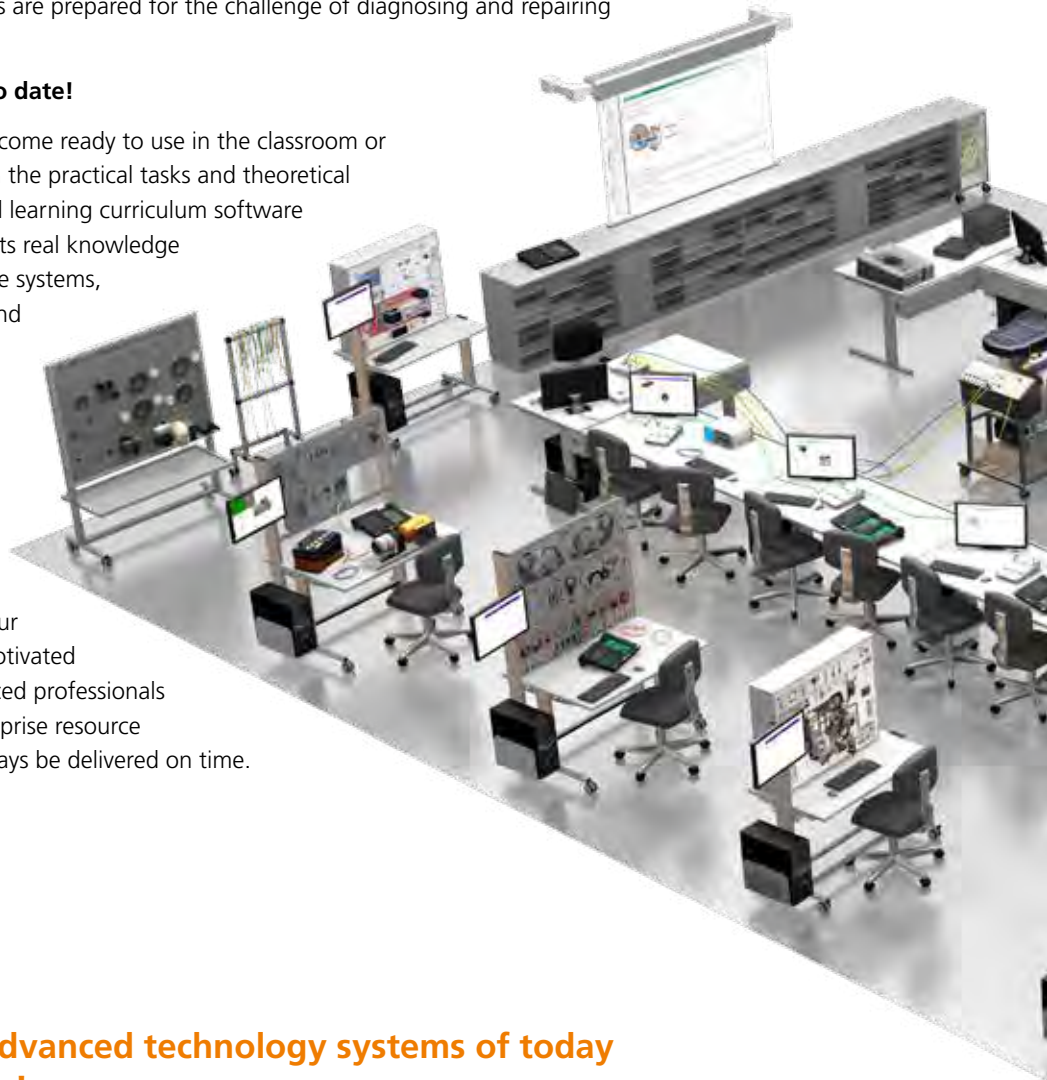 s are prepared for the challenge of diagnosing and repairing
o date!
come ready to use in the classroom or
the practical tasks and theoretical
learning curriculum software
ts real knowledge
e systems,
nd
ur
otivated
ted professionals
prise resource
ays be delivered on time.
dvanced technology systems of today